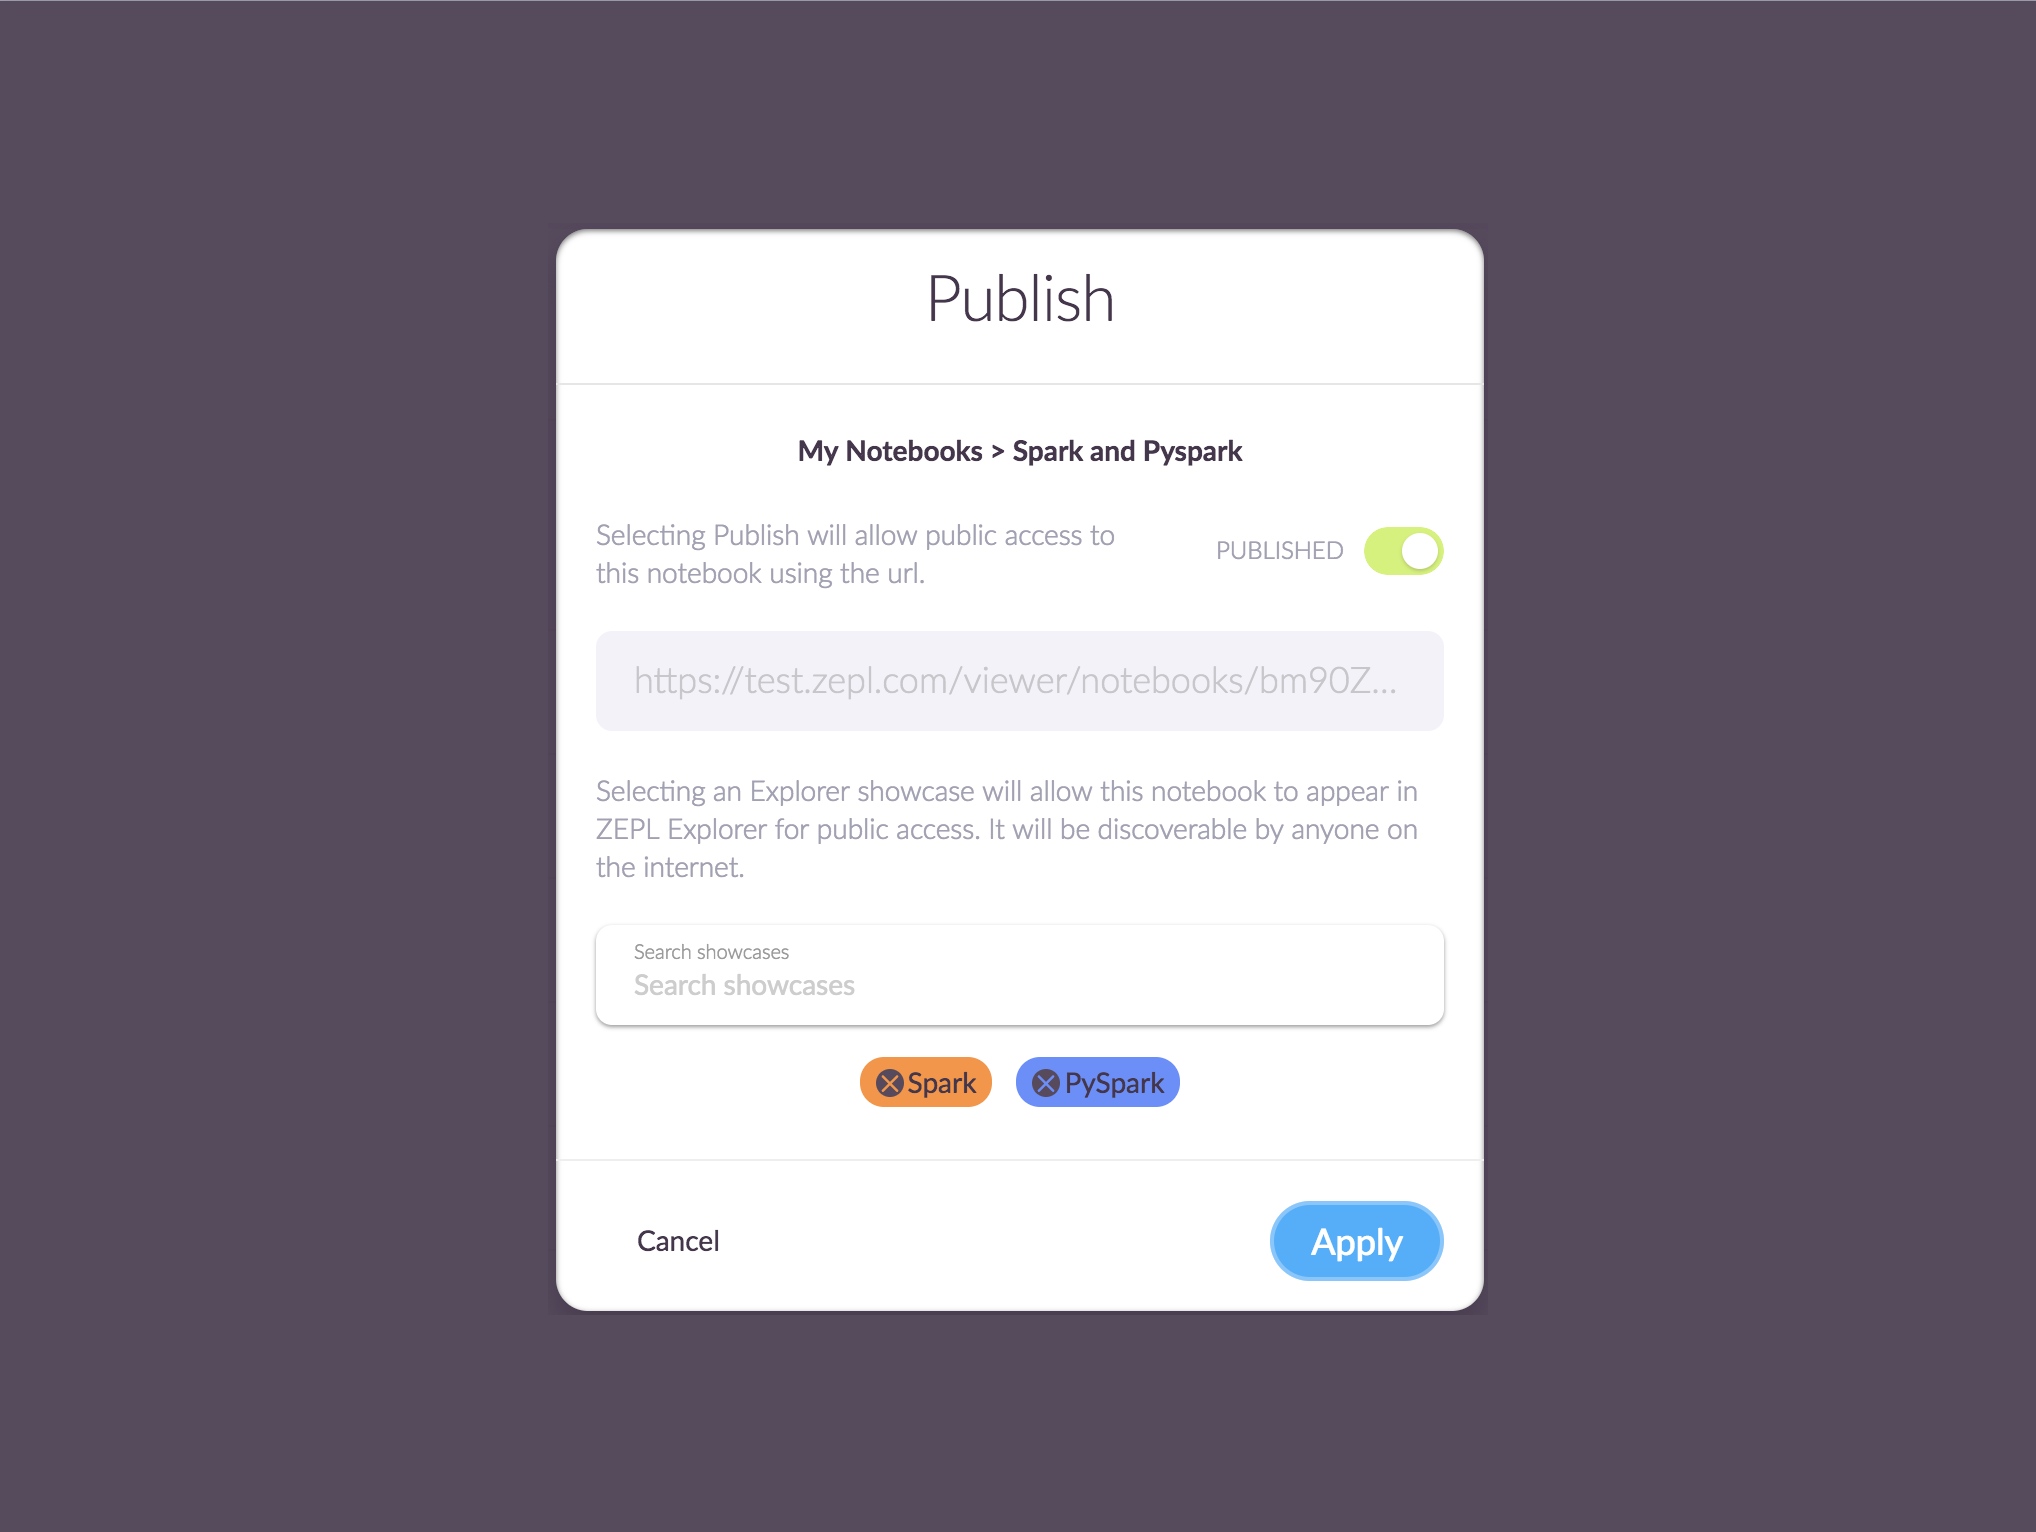 Publish
My Notebooks > Spark and Pyspark
Selecting Publish will allow public access to
this notebook using the url.
PUBLISHED
https://test.zepl.com/viewer/notebooks/bm90Z...
Selecting an Explorer showcase will allow this notebook to appear in
ZEPL Explorer for public access. It will be discoverable by anyone on
the internet.
Search showcases
Search showcases
Spark PySpark
Cancel Apply